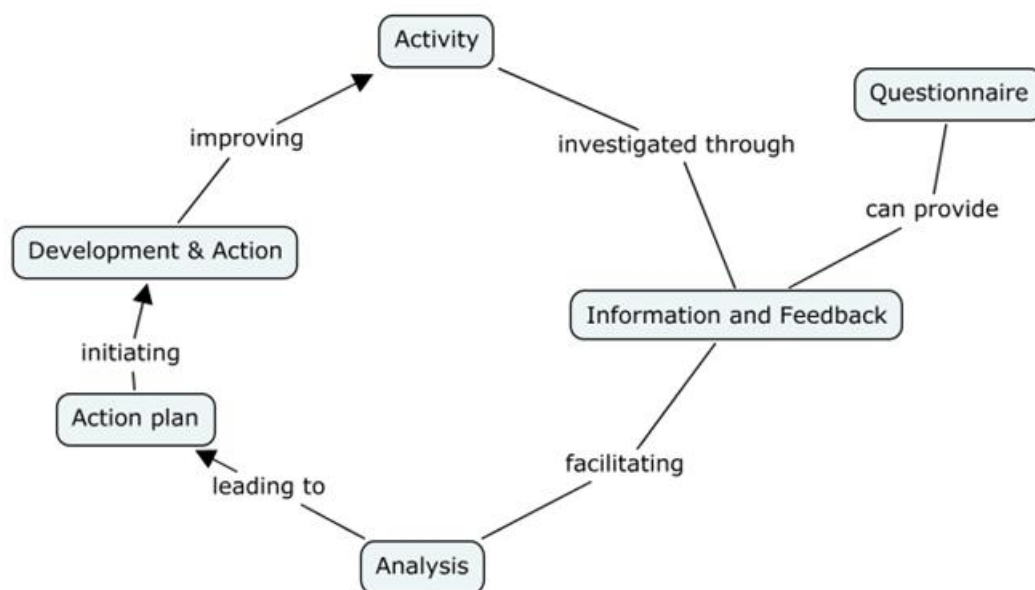 Activity
Questionnaire
improving
investigated through
can provide
Development & Action
Information and Feedback
initiating
Action plan
facilitating
leading to
Analysis